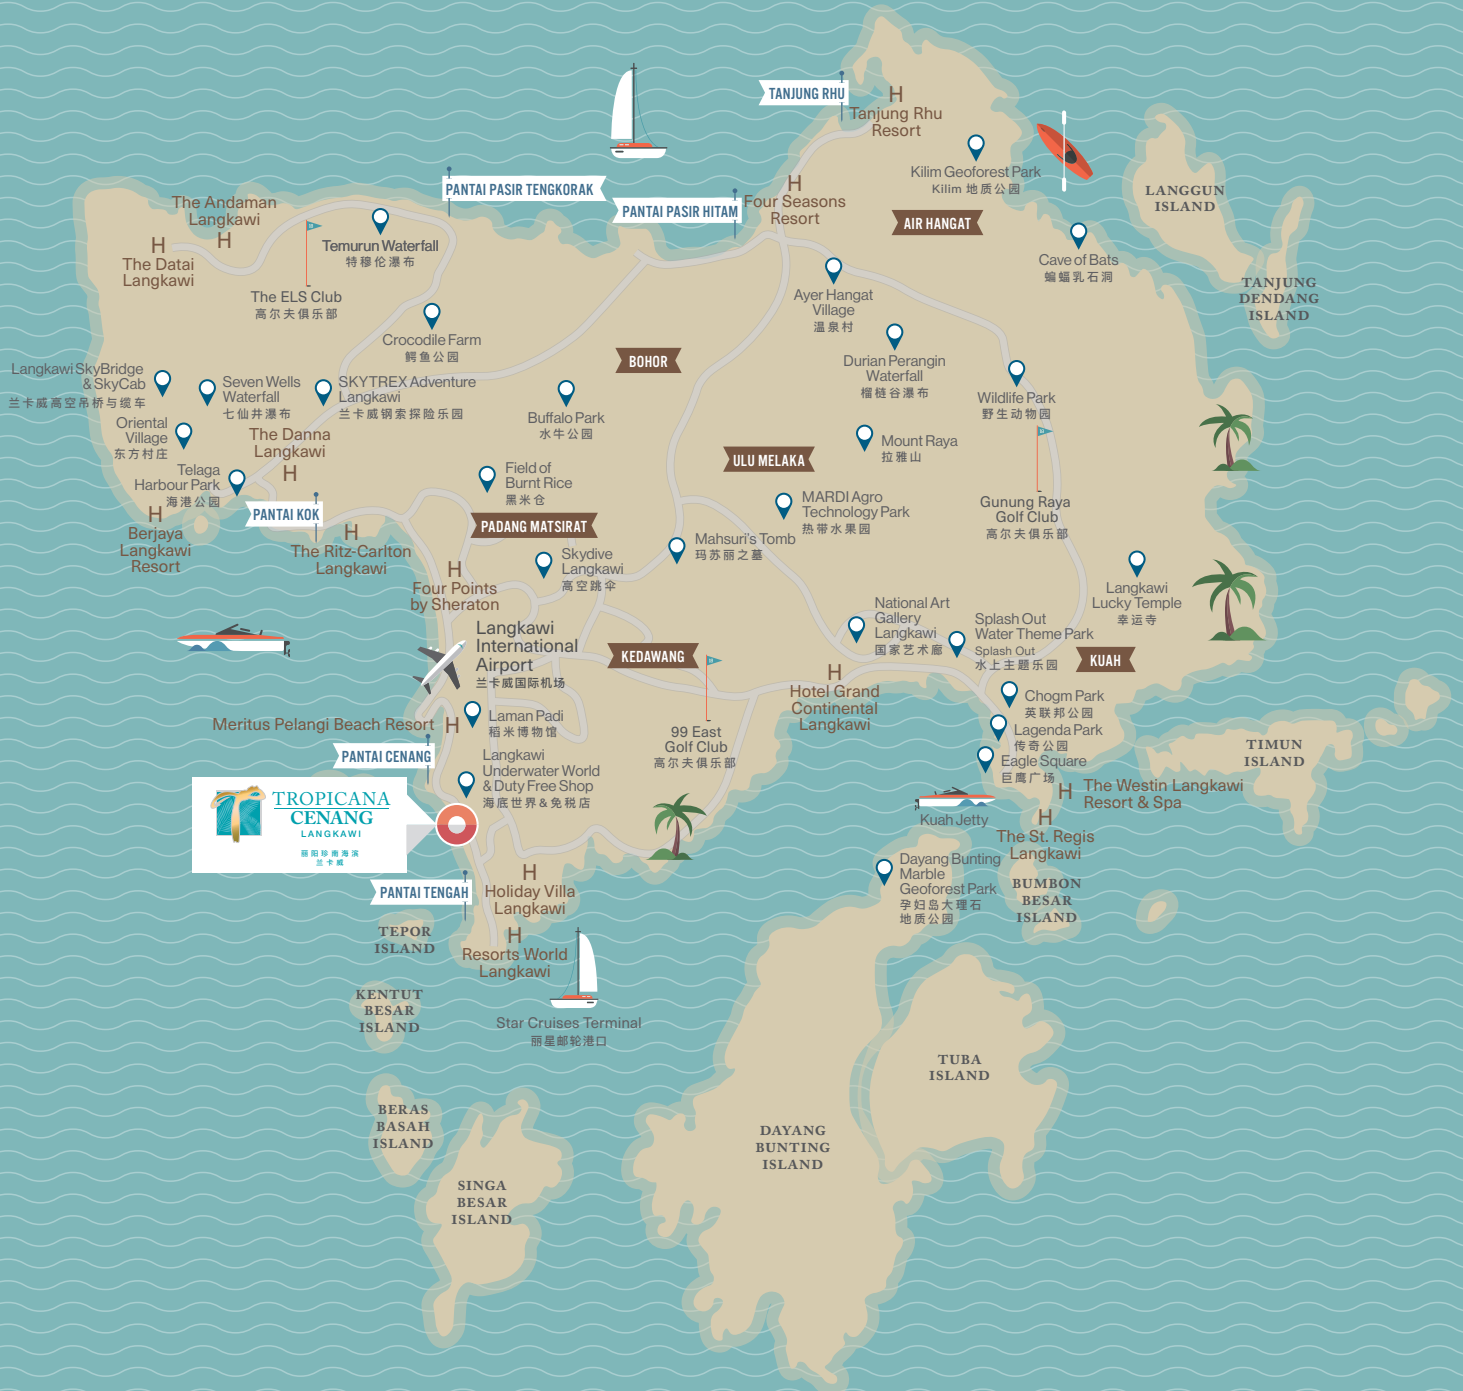 TANJUNG RHU
Tanjung Rhu
Resort
Kilim Geoforest Park
Kilim 地质公园
LANGGUN
ISLAND
PANTAI PASIR TENGKORAK
PANTAI PASIR HITAM
Four Seasons
Resort
AIR HANGAT
The Andaman
Langkawi
Temurun Waterfall
特穆伦瀑布
The Datai
Langkawi
The ELS Club
高尔夫俱乐部
Cave of Bats
蝙蝠乳石洞
TANJUNG
DENDANG
ISLAND
Ayer Hangat
Village
温泉村
Crocodile Farm
鳄鱼公园
BOHOR
Durian Perangin
Waterfall
榴梿谷瀑布
Langkawi SkyBridge
& SkyCab
兰卡威高空吊桥与缆车
Seven Wells
Waterfall
七仙井瀑布
SKYTREX Adventure
Langkawi
兰卡威钢索探险乐园
Buffalo Park
水牛公园
Wildlife Park
野生动物园
Oriental
Village
东方村庄
The Danna
Langkawi
Mount Raya
拉雅山
ULU MELAKA
Telaga
Harbour Park
海港公园
Field of
Burnt Rice
黑米仓
MARDI Agro
Technology Park
热带水果园
Gunung Raya
Golf Club
高尔夫俱乐部
PANTAI KOK
Berjaya
Langkawi
Resort
The Ritz-Carlton
Langkawi
PADANG MATSIRAT
Skydive
Langkawi
高空跳伞
Mahsuri's Tomb
玛苏丽之墓
Four Points
by Sheraton
Langkawi
Lucky Temple
幸运寺
National Art
Gallery
Langkawi
国家艺术廊
Splash Out
Water Theme Park
Splash Out
水上主题乐园
KUAH
Langkawi
International
Airport
兰卡威国际机场
KEDAWANG
Hotel Grand
Continental
Langkawi
Chogm Park
英联邦公园
Lagenda Park
传奇公园
Eagle Square
巨鹰广场
Meritus Pelangi Beach Resort
Laman Padi
稻米博物馆
99 East
Golf Club
高尔夫俱乐部
TIMUN
ISLAND
PANTAI CENANG
Langkawi
Underwater World
& Duty Free Shop
海底世界&免税店
The Westin Langkawi
Resort & Spa
TROPICANA
CENANG
LANGKAWI
丽阳珍南海滨
兰卡威
Kuah Jetty
The St. Regis
Langkawi
Dayang Bunting
Marble
Geoforest Park
孕妇岛大理石
地质公园
BUMBON
BESAR
ISLAND
PANTAI TENGAH
Holiday Villa
Langkawi
TEPOR
ISLAND
Resorts World
Langkawi
KENTUT
BESAR
ISLAND
Star Cruises Terminal
丽星邮轮港口
TUBA
ISLAND
BERAS
BASAH
ISLAND
DAYANG
BUNTING
ISLAND
SINGA
BESAR
ISLAND